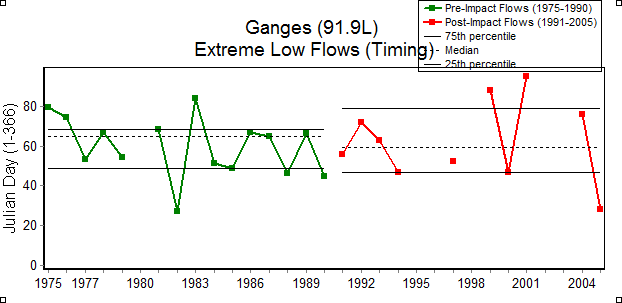 Ganges (91.9L)
Extreme Low Flows (Timing)
Pre-Impact Flows (1975-1990)
Post-Impact Flows (1991-2005)
75th percentile
Median
25th percentile
Julian Day (1-366)
80
60
40
20
0
1975 1977 1980 1983 1986 1989 1992 1995 1998 2001 2004